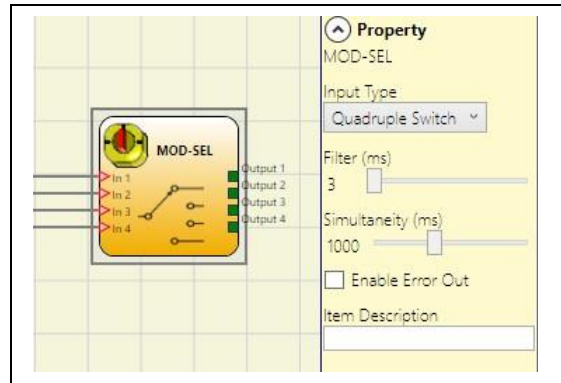 MOD-SEL
In 1
In 2
In 3
In 4
Output 1
Output 2
Output 3
Output 4
Property
MOD-SEL
Input Type
Quadruple Switch
Filter (ms)
3
Simultaneity (ms)
1000
Enable Error Out
Item Description